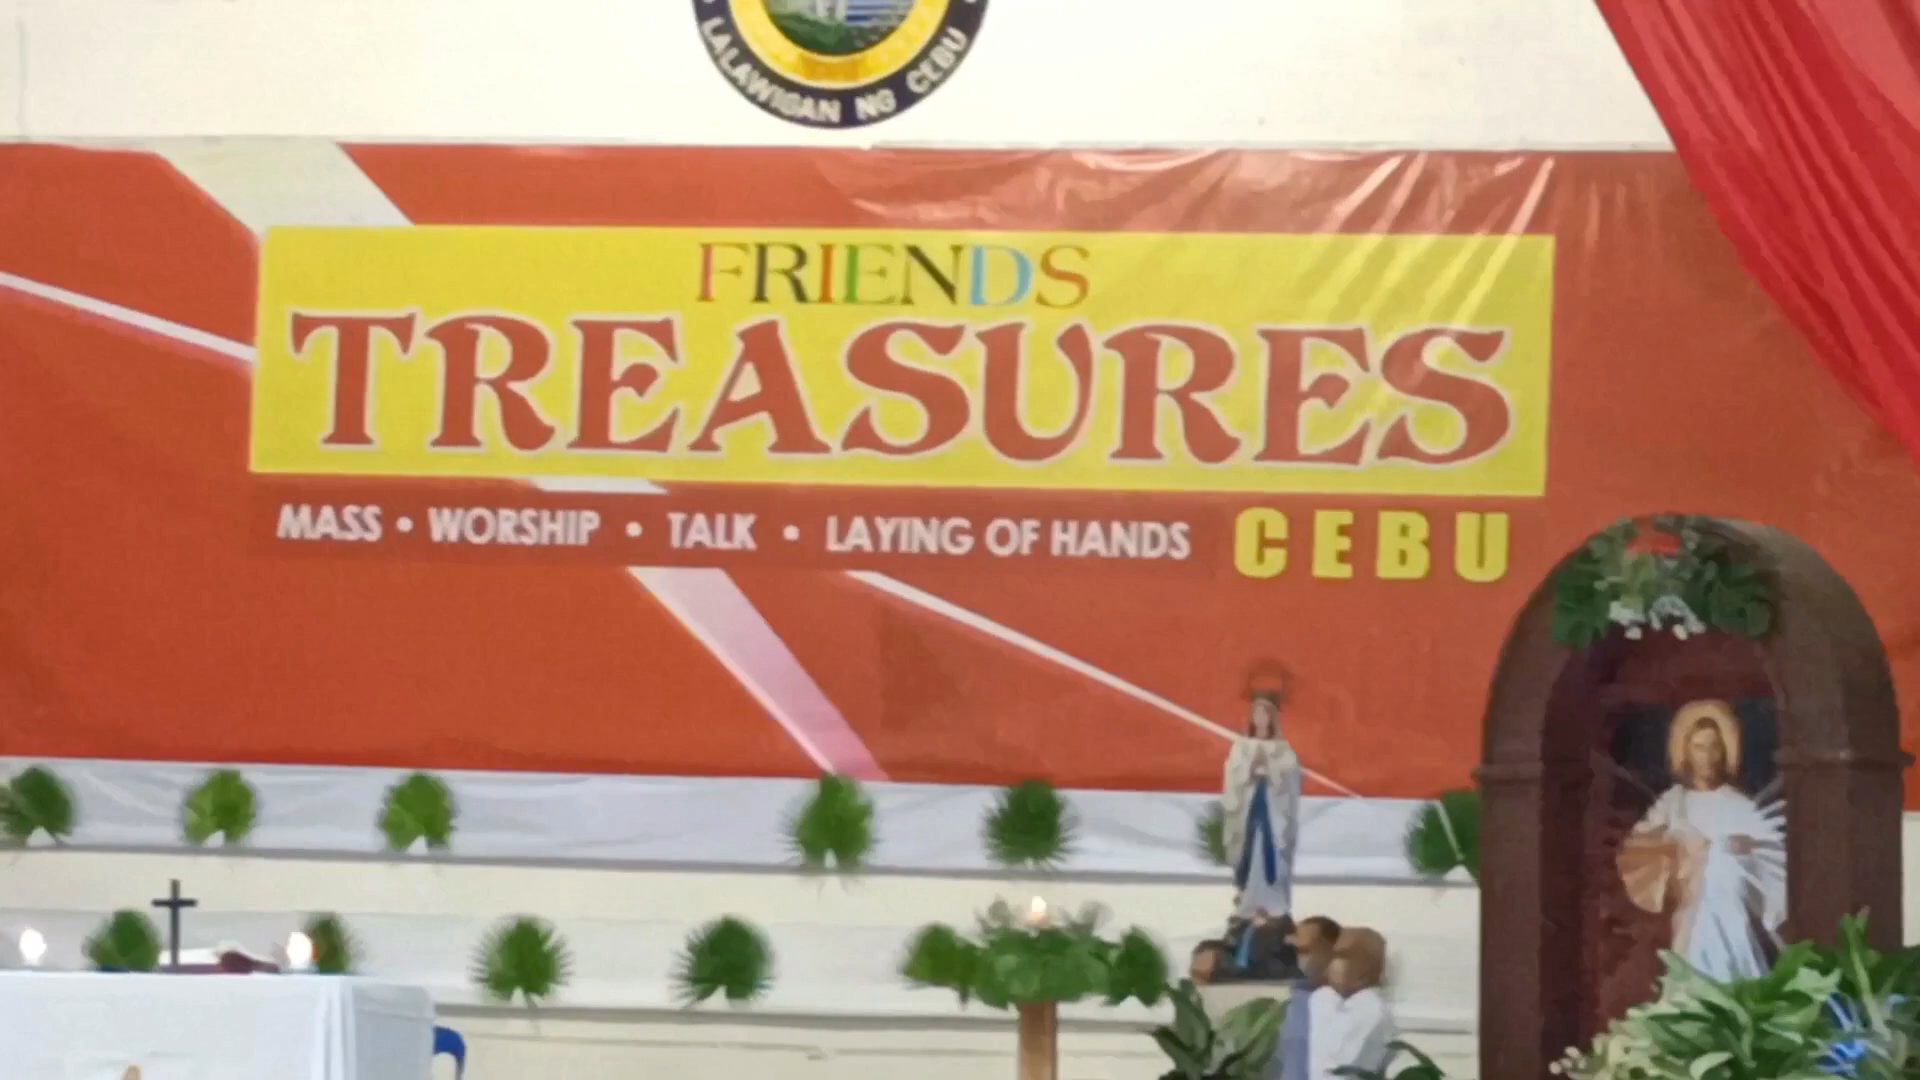 LALAWIGAN NG CEBU
FRIENDS
TREASURES
MASS • WORSHIP • TALK • LAYING OF HANDS CEBU